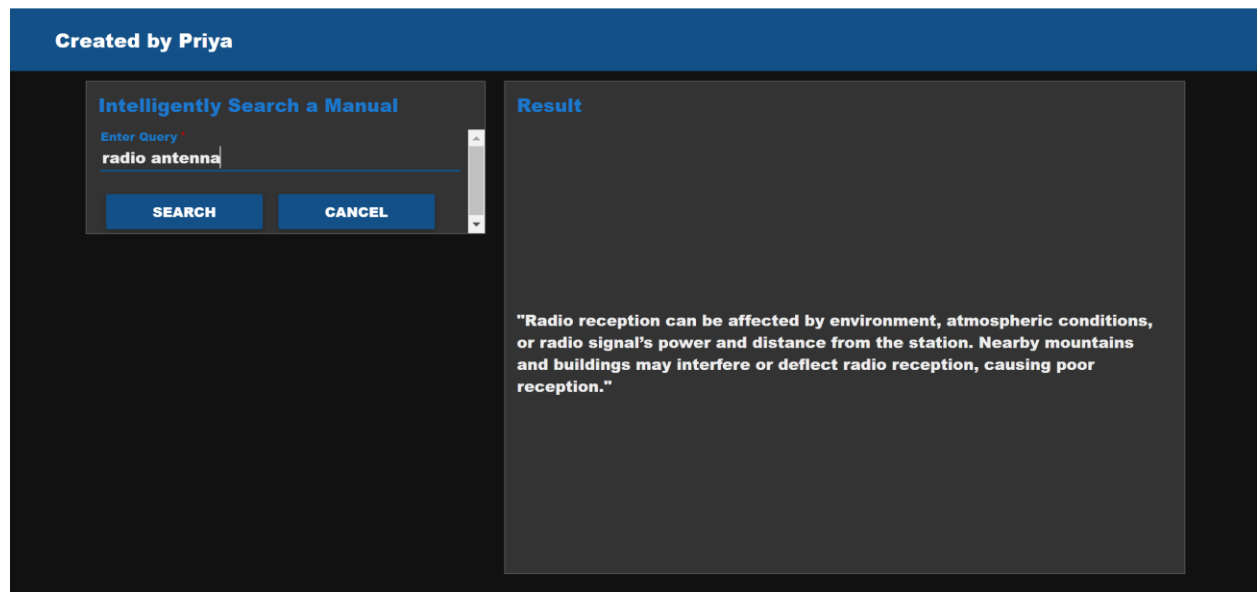 Created by Priya
Intelligently Search a Manual
Enter Query *
radio antenna
SEARCH
CANCEL
Result
"Radio reception can be affected by environment, atmospheric conditions,
or radio signal’s power and distance from the station. Nearby mountains
and buildings may interfere or deflect radio reception, causing poor
reception."